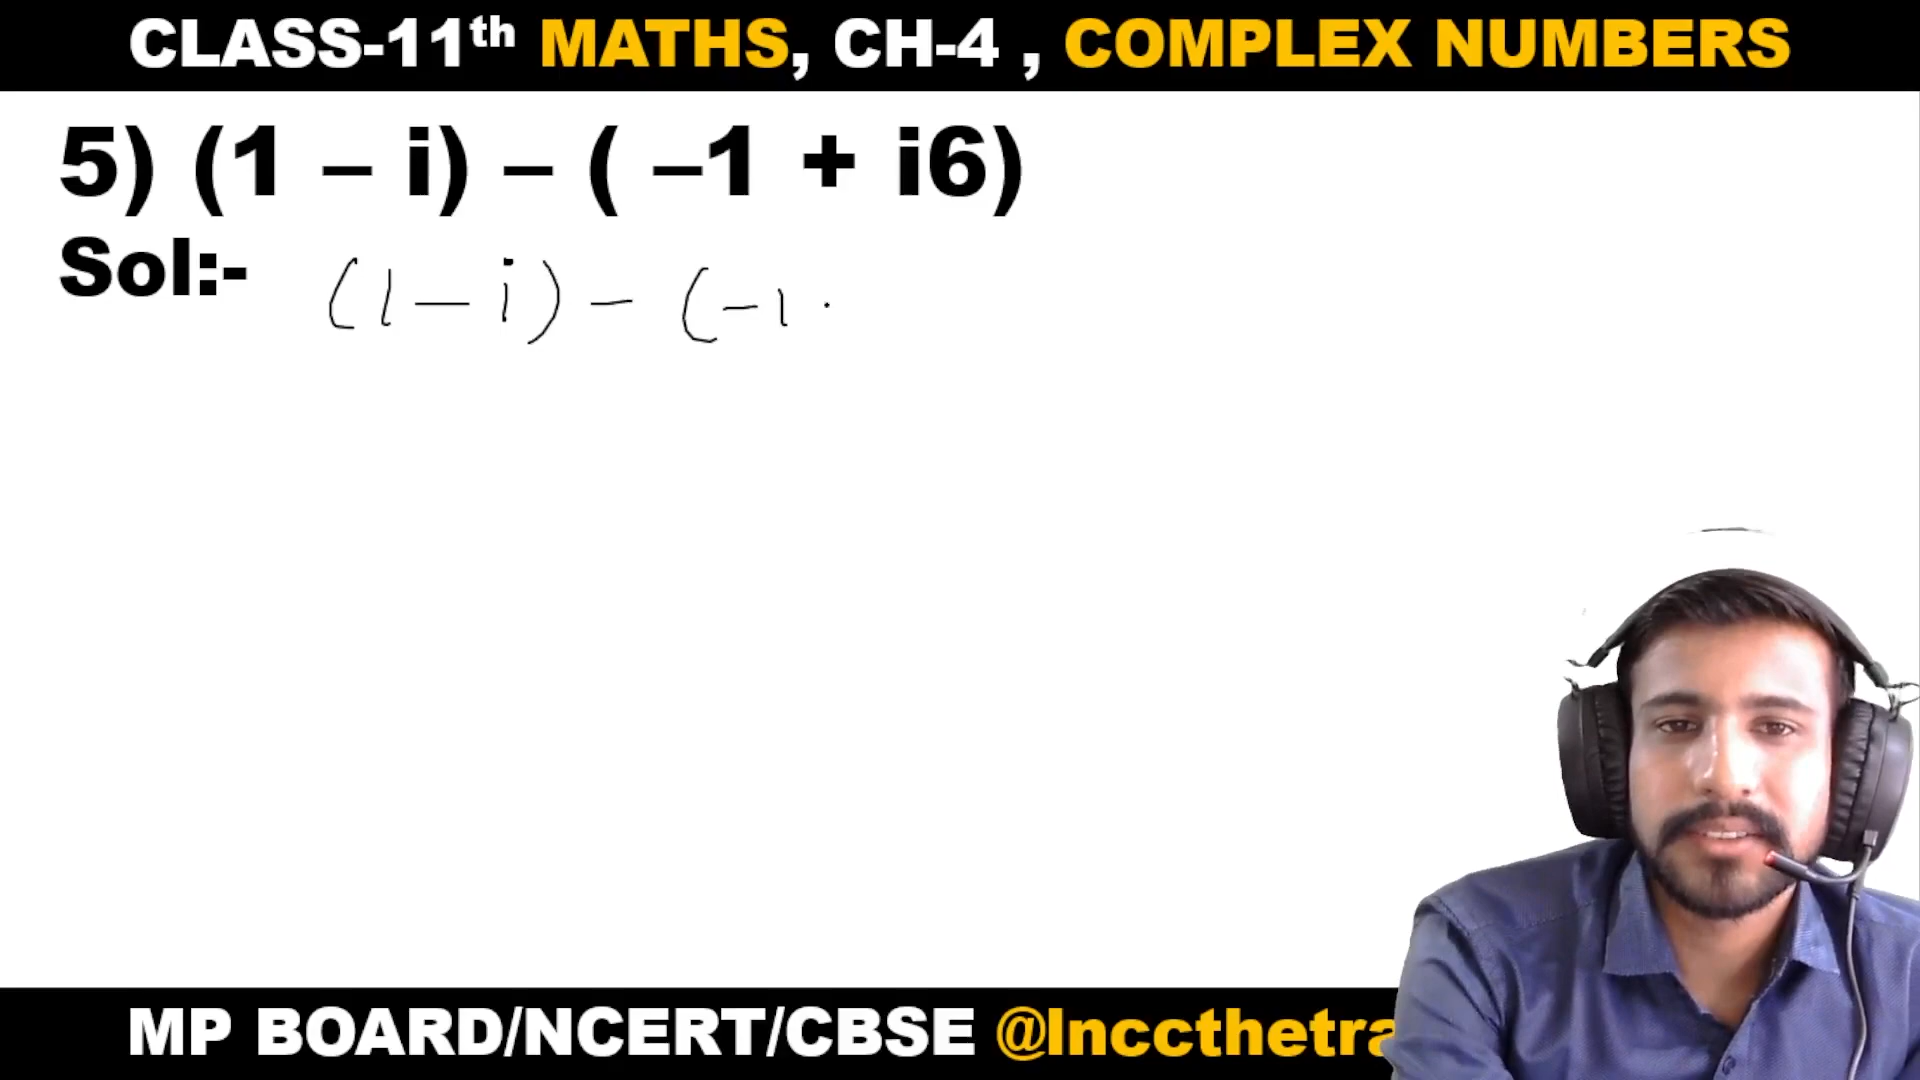 CLASS-11th MATHS, CH-4 , COMPLEX NUMBERS
5) (1 – i) – ( –1 + i6)
Sol:- (1 – i) – (-1 ·
MP BOARD/NCERT/CBSE @Inccthetra